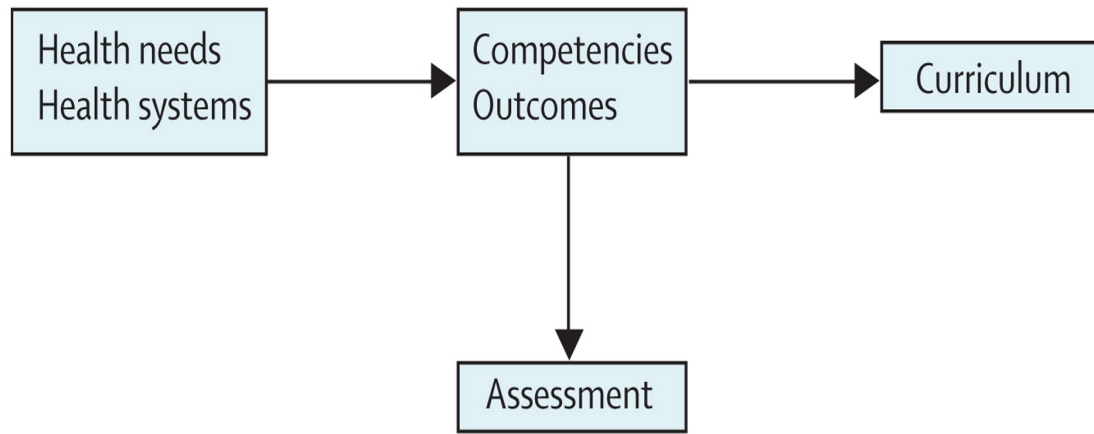 Health needs
Health systems
Competencies
Outcomes
Curriculum
Assessment